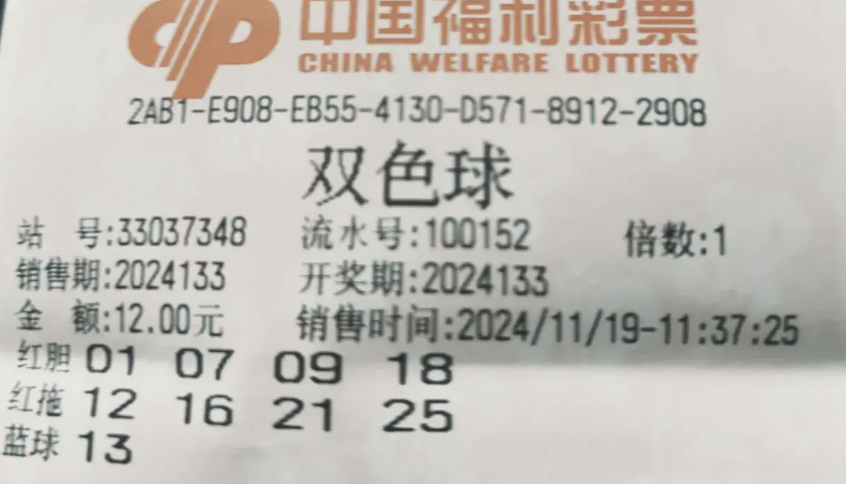 中国福利彩票
CHINA WELFARE LOTTERY
2AB1-E908-EB55-4130-D571-8912-2908
双色球
站 号:33037348 流水号:100152 倍数:1
销售期:2024133 开奖期:2024133
金 额:12.00元 销售时间:2024/11/19-11:37:25
红胆 01 07 09 18
红拖 12 16 21 25
蓝球 13